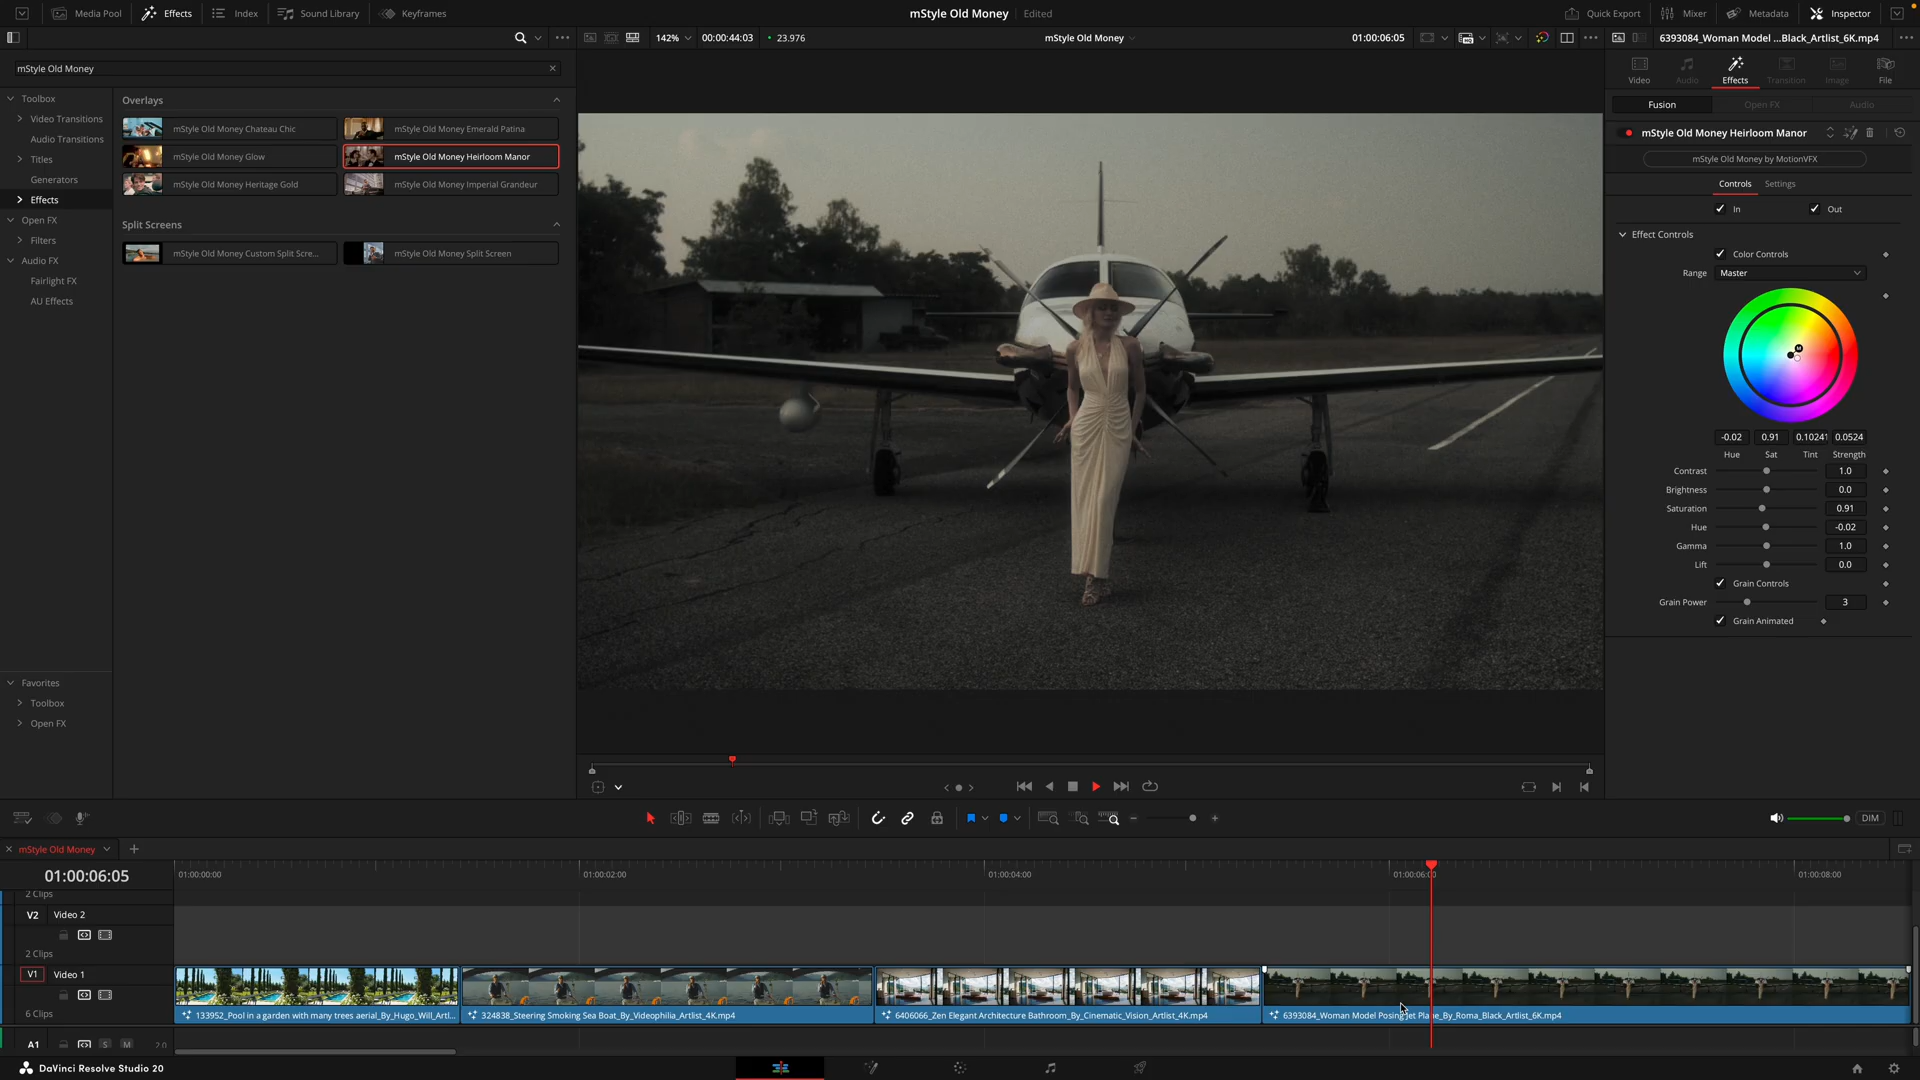 Media Pool Effects Index Sound Library Keyframes mStyle Old Money Edited Quick Export Mixer Metadata Inspector
142% 00:00:44:03 23.976 mStyle Old Money 01:00:06:05 6393084_Woman Model ...Black_Artlist_6K.mp4
mStyle Old Money
Video Audio Effects Transition Image File
Toolbox
Video Transitions
Audio Transitions
Titles
Generators
Effects
Open FX
Filters
Audio FX
Fairlight FX
AU Effects
Favorites
Toolbox
Open FX
Overlays
mStyle Old Money Chateau Chic mStyle Old Money Emerald Patina
mStyle Old Money Glow mStyle Old Money Heirloom Manor
mStyle Old Money Heritage Gold mStyle Old Money Imperial Grandeur
Split Screens
mStyle Old Money Custom Split Scre... mStyle Old Money Split Screen
Fusion Open FX Audio
mStyle Old Money Heirloom Manor
mStyle Old Money by MotionVFX
Controls Settings
In Out
Effect Controls
Color Controls
Range Master
M
-0.02 0.91 0.10241 0.0524
Hue Sat Tint Strength
Contrast 1.0
Brightness 0.0
Saturation 0.91
Hue -0.02
Gamma 1.0
Lift 0.0
Grain Controls
Grain Power 3
Grain Animated
DIM
mStyle Old Money
01:00:06:05 01:00:00:00 01:00:02:00 01:00:04:00 01:00:06:00 01:00:08:00
2 Clips
V2 Video 2
2 Clips
V1 Video 1
6 Clips
133952_Pool in a garden with many trees aerial_By_Hugo_Will_Artl... 324838_Steering Smoking Sea Boat_By_Videophilia_Artlist_4K.mp4 6406066_Zen Elegant Architecture Bathroom_By_Cinematic_Vision_Artlist_4K.mp4 6393084_Woman Model Posing Jet Plane_By_Roma_Black_Artlist_6K.mp4
A1 S M 2.0
DaVinci Resolve Studio 20